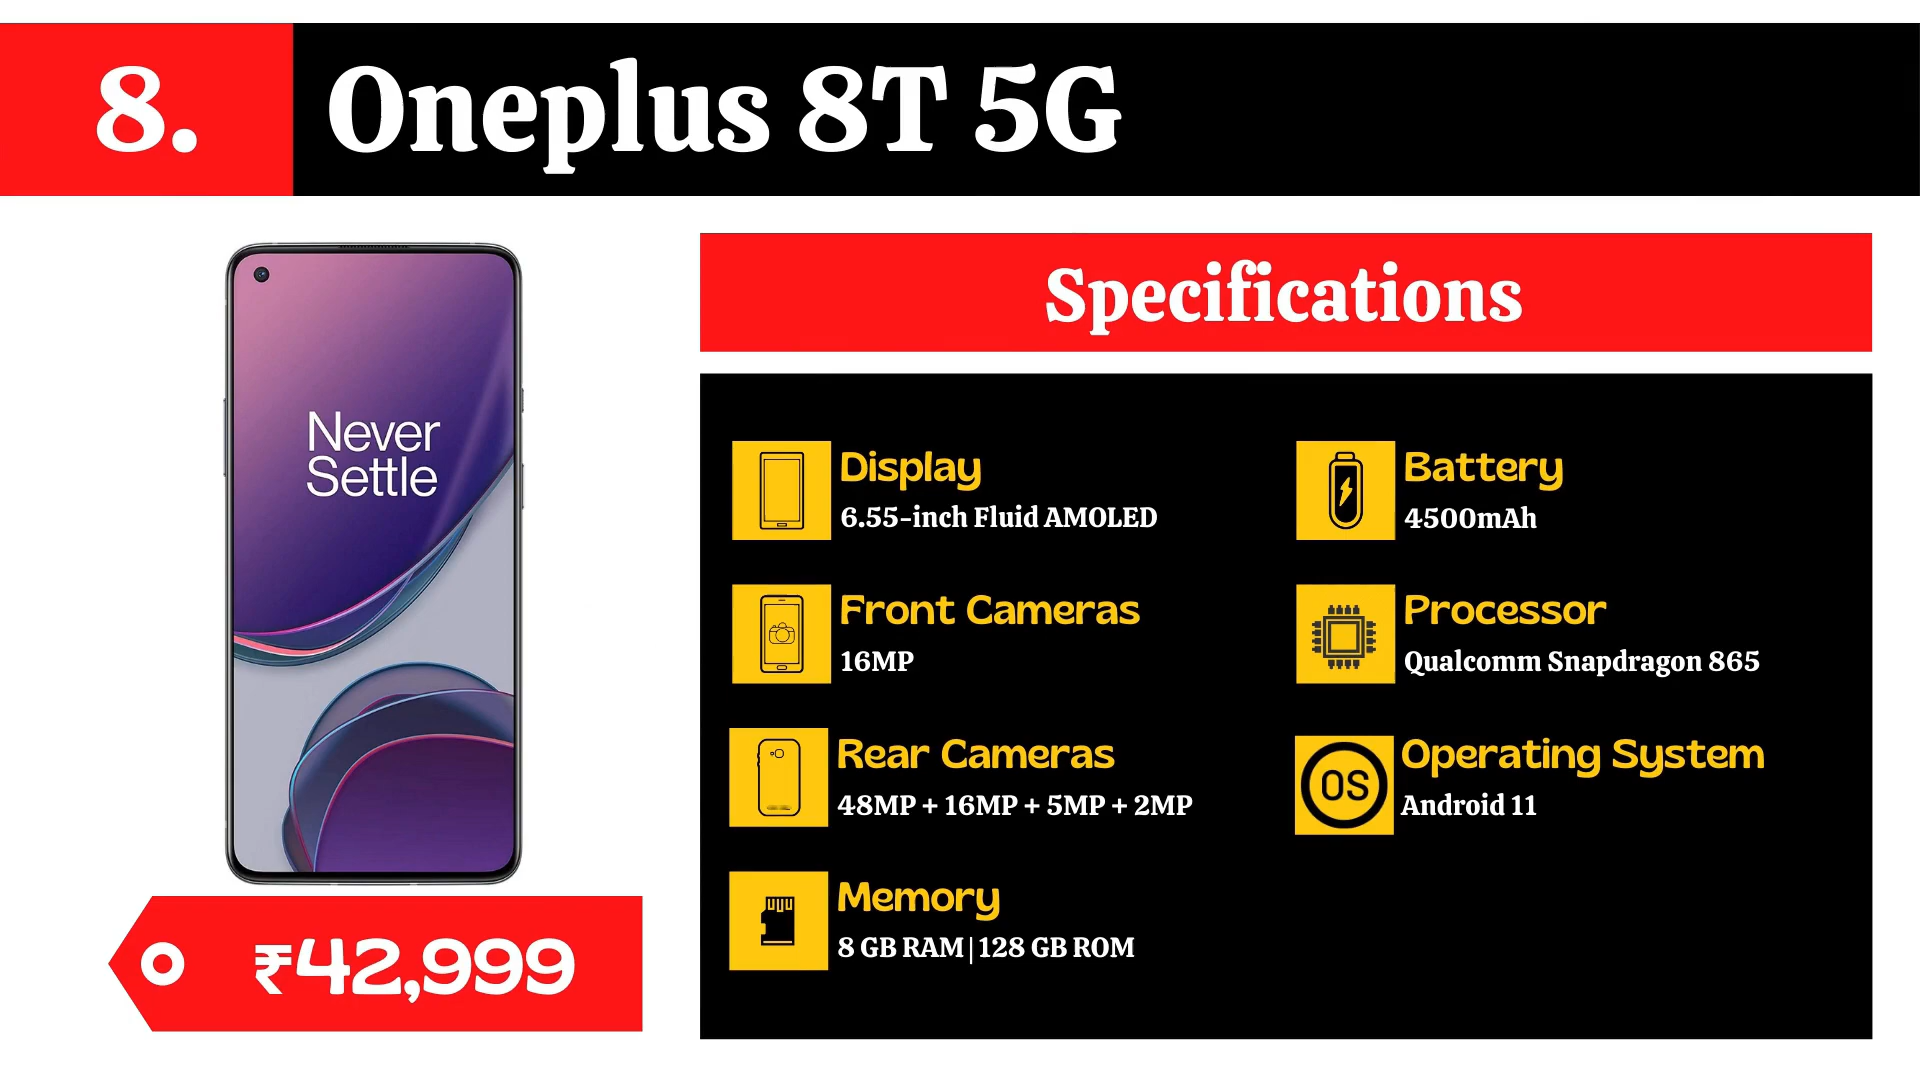 8. Oneplus 8T 5G
Never
Settle
₹42,999
Specifications
Display
6.55-inch Fluid AMOLED
Front Cameras
16MP
Rear Cameras
48MP + 16MP + 5MP + 2MP
Memory
8 GB RAM | 128 GB ROM
Battery
4500mAh
Processor
Qualcomm Snapdragon 865
OS
Operating System
Android 11